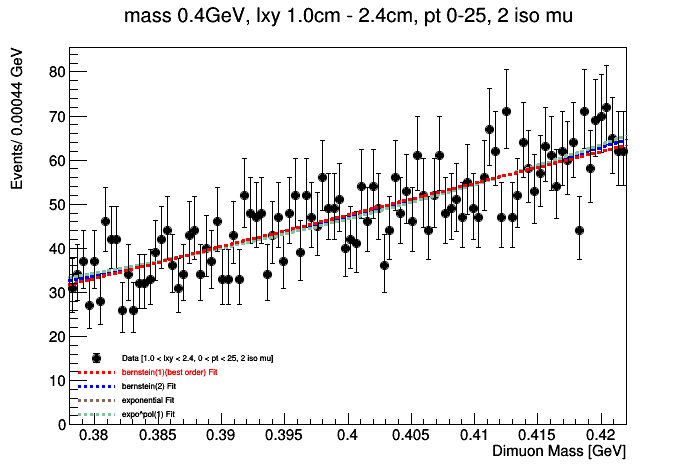 mass 0.4GeV, lxy 1.0cm - 2.4cm, pt 0-25, 2 iso mu
Events/ 0.00044 GeV
80
70
60
50
40
30
20
10
0
Data [1.0 < lxy < 2.4, 0 < pt < 25, 2 iso mu]
bernstein(1)(best order) Fit
bernstein(2) Fit
exponential Fit
expo*pol(1) Fit
0.38 0.385 0.39 0.395 0.4 0.405 0.41 0.415 0.42
Dimuon Mass [GeV]